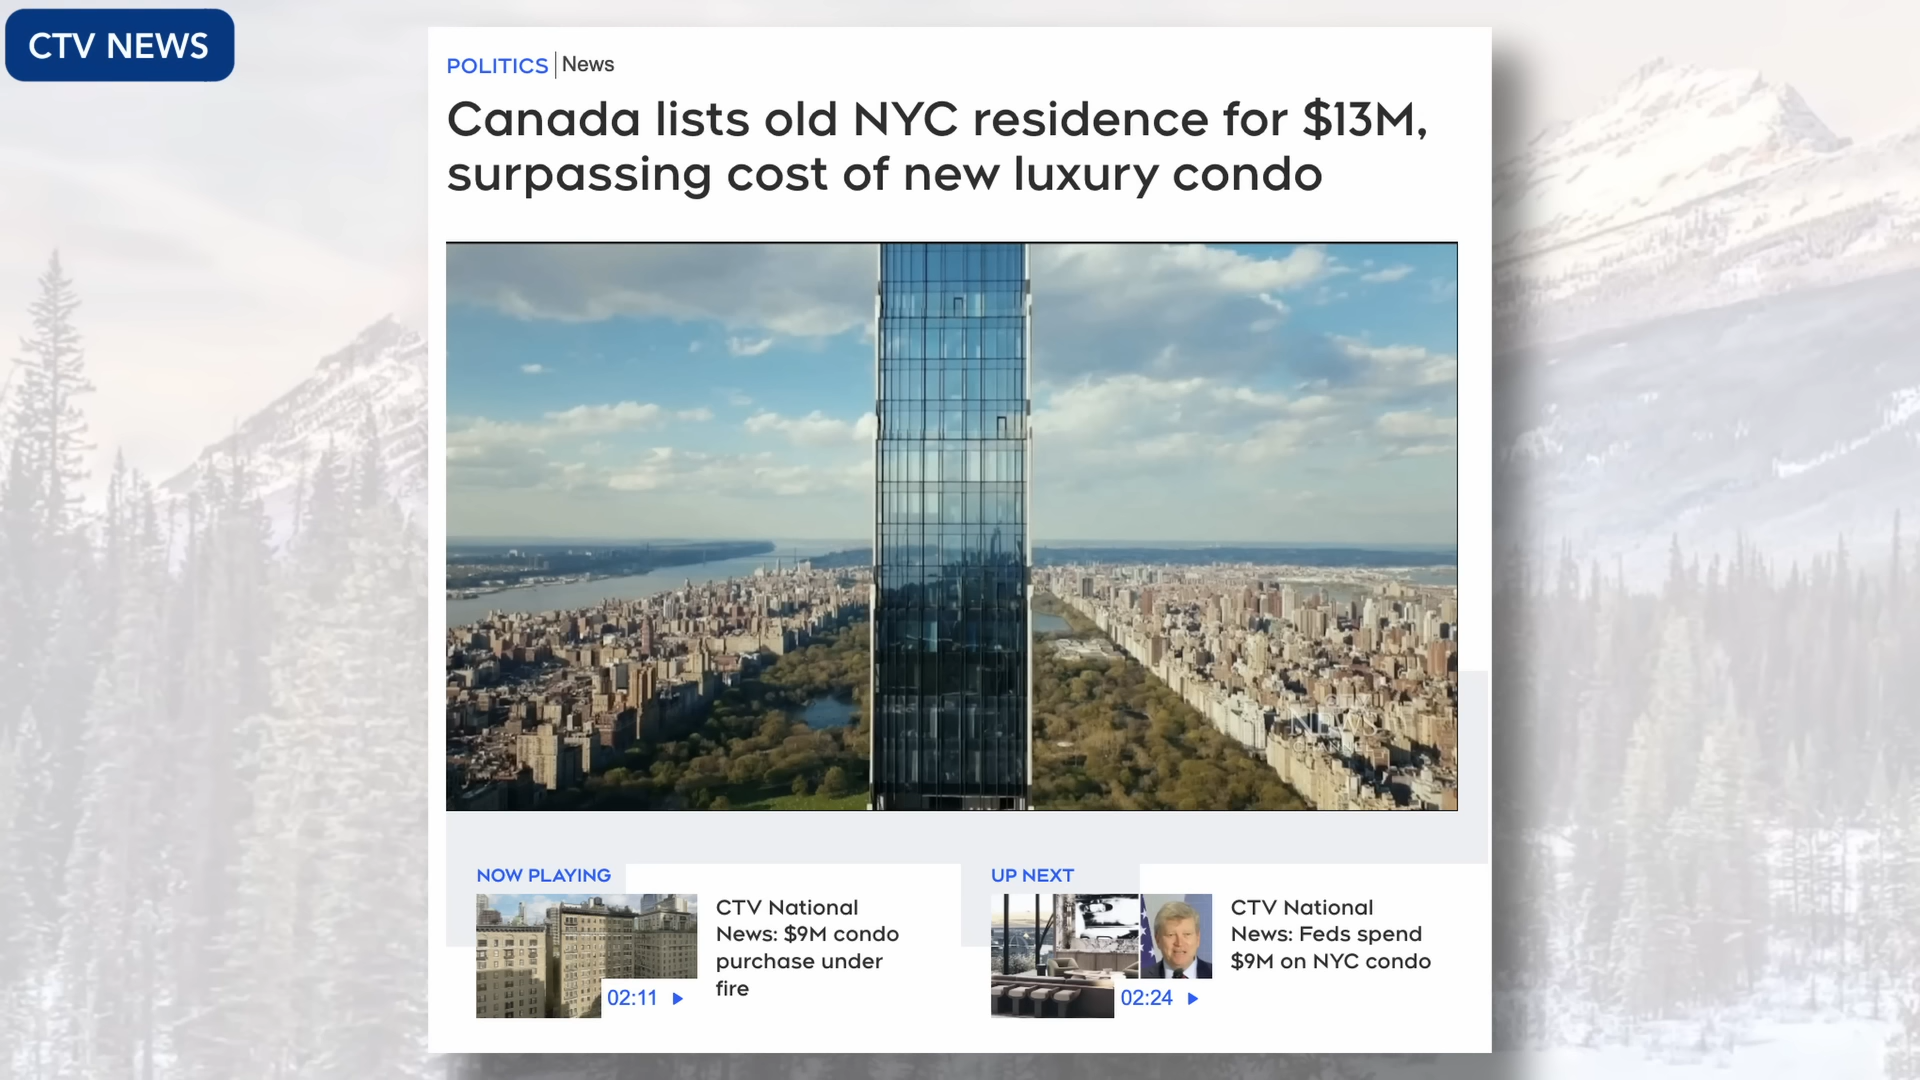 CTV NEWS
POLITICS | News
Canada lists old NYC residence for $13M,
surpassing cost of new luxury condo
NEWS
CHANNEL
NOW PLAYING
CTV National
News: $9M condo
purchase under
fire
02:11
UP NEXT
CTV National
News: Feds spend
$9M on NYC condo
02:24